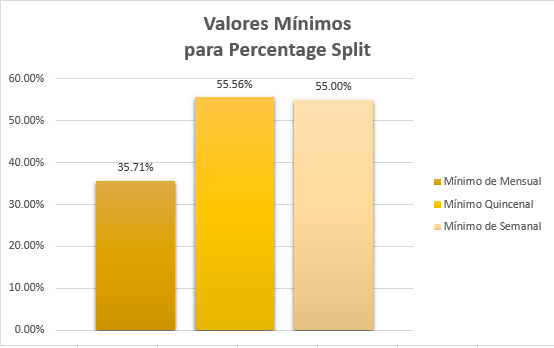 Valores Mínimos
para Percentage Split
60.00%
50.00%
40.00%
30.00%
20.00%
10.00%
0.00%
35.71%
55.56%
55.00%
Mínimo de Mensual
Mínimo Quincenal
Mínimo de Semanal